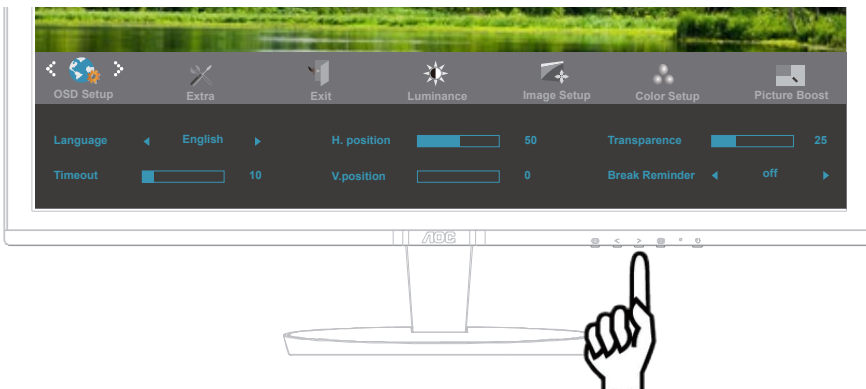 OSD Setup Extra Exit Luminance Image Setup Color Setup Picture Boost
Language English H. position 50 Transparence 25
Timeout 10 V.position 0 Break Reminder off
AOC